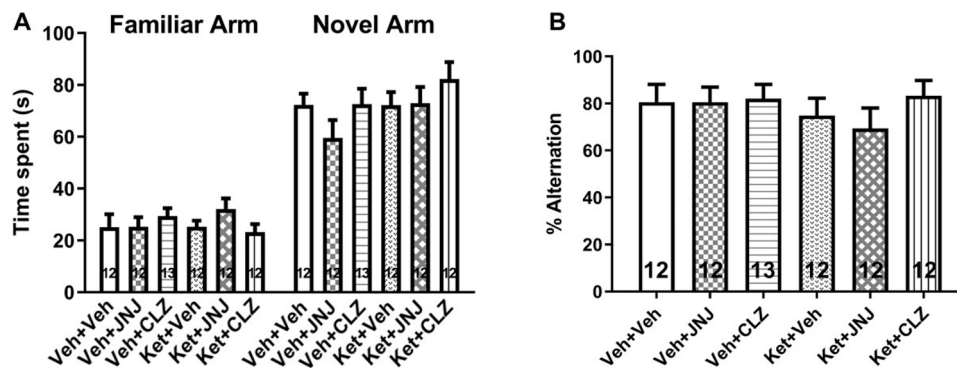 A
Familiar Arm Novel Arm
Time spent (s)
100
80
60
40
20
0
12 12 13 12 12 12 12 12 13 12 12 12
Veh+Veh
Veh+JNJ
Veh+CLZ
Ket+Veh
Ket+JNJ
Ket+CLZ
Veh+Veh
Veh+JNJ
Veh+CLZ
Ket+Veh
Ket+JNJ
Ket+CLZ
B
% Alternation
100
80
60
40
20
0
12 12 13 12 12 12
Veh+Veh
Veh+JNJ
Veh+CLZ
Ket+Veh
Ket+JNJ
Ket+CLZ